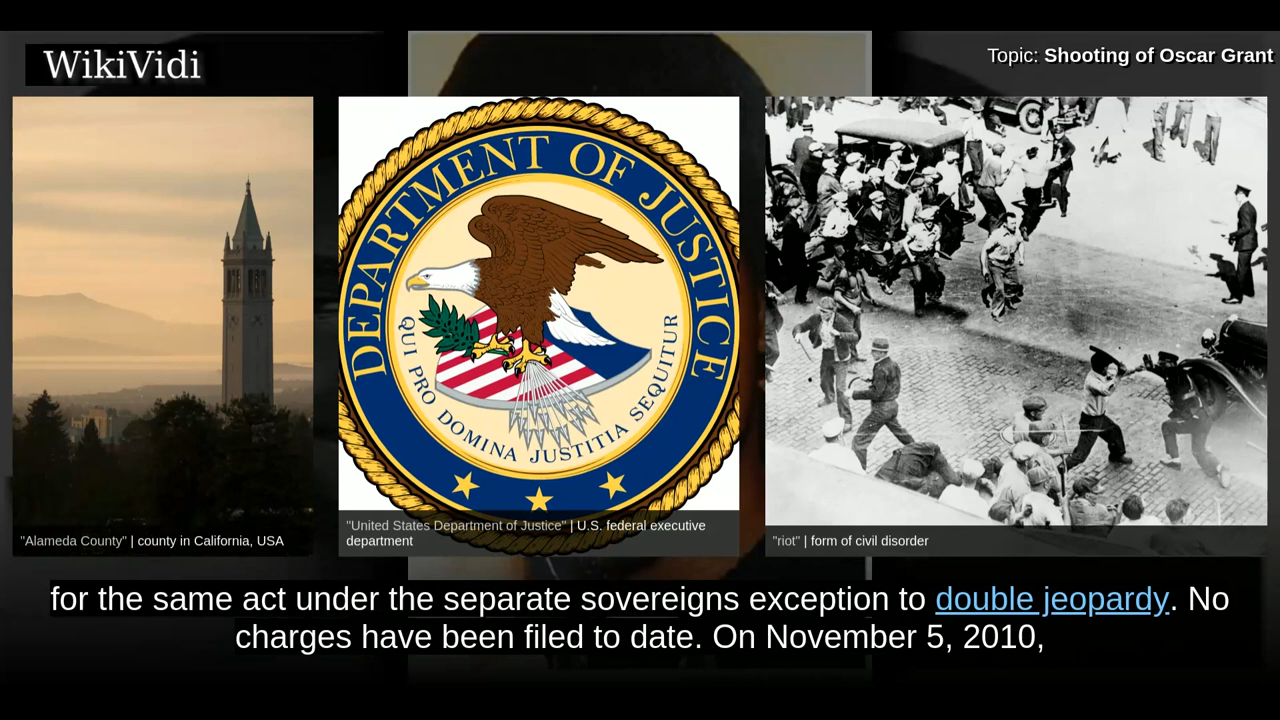 WikiVidi
Topic: Shooting of Oscar Grant
"Alameda County" | county in California, USA
DEPARTMENT OF JUSTICE
QUI PRO DOMINA JUSTITIA SEQUITUR
"United States Department of Justice" | U.S. federal executive
department
"riot" | form of civil disorder
for the same act under the separate sovereigns exception to double jeopardy. No
charges have been filed to date. On November 5, 2010,